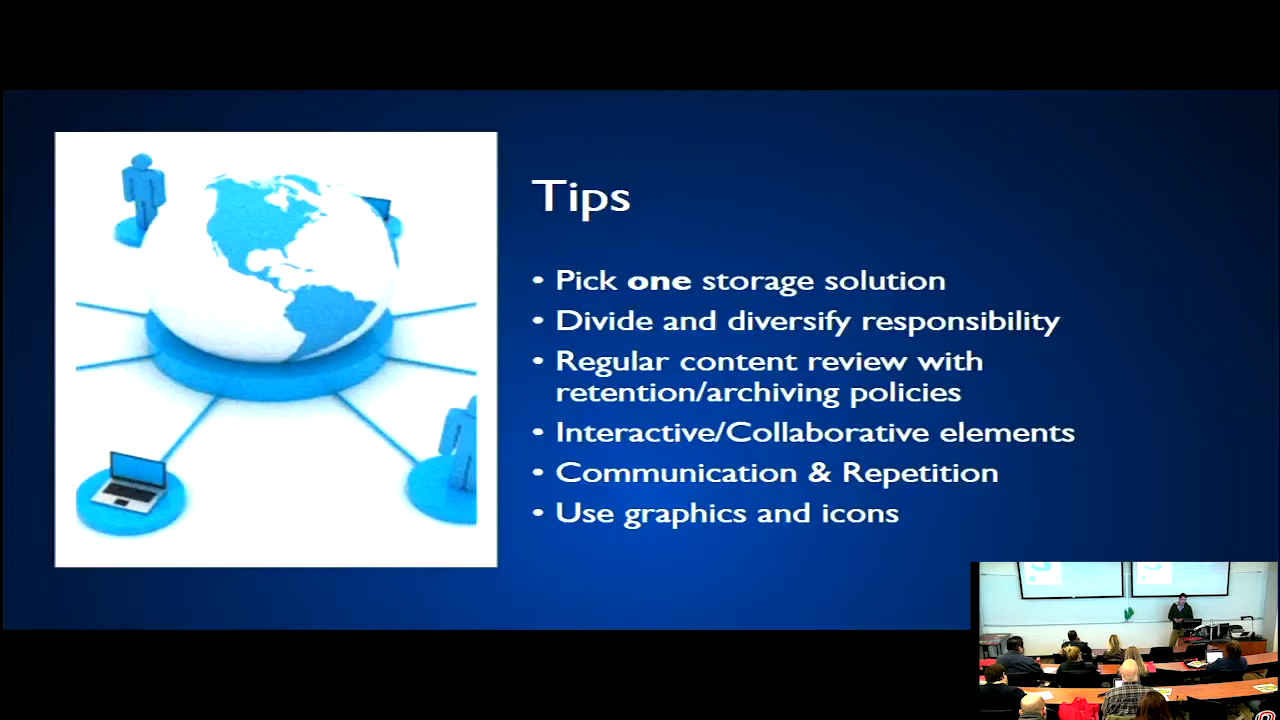 Tips
• Pick one storage solution
• Divide and diversify responsibility
• Regular content review with
retention/archiving policies
• Interactive/Collaborative elements
• Communication & Repetition
• Use graphics and icons